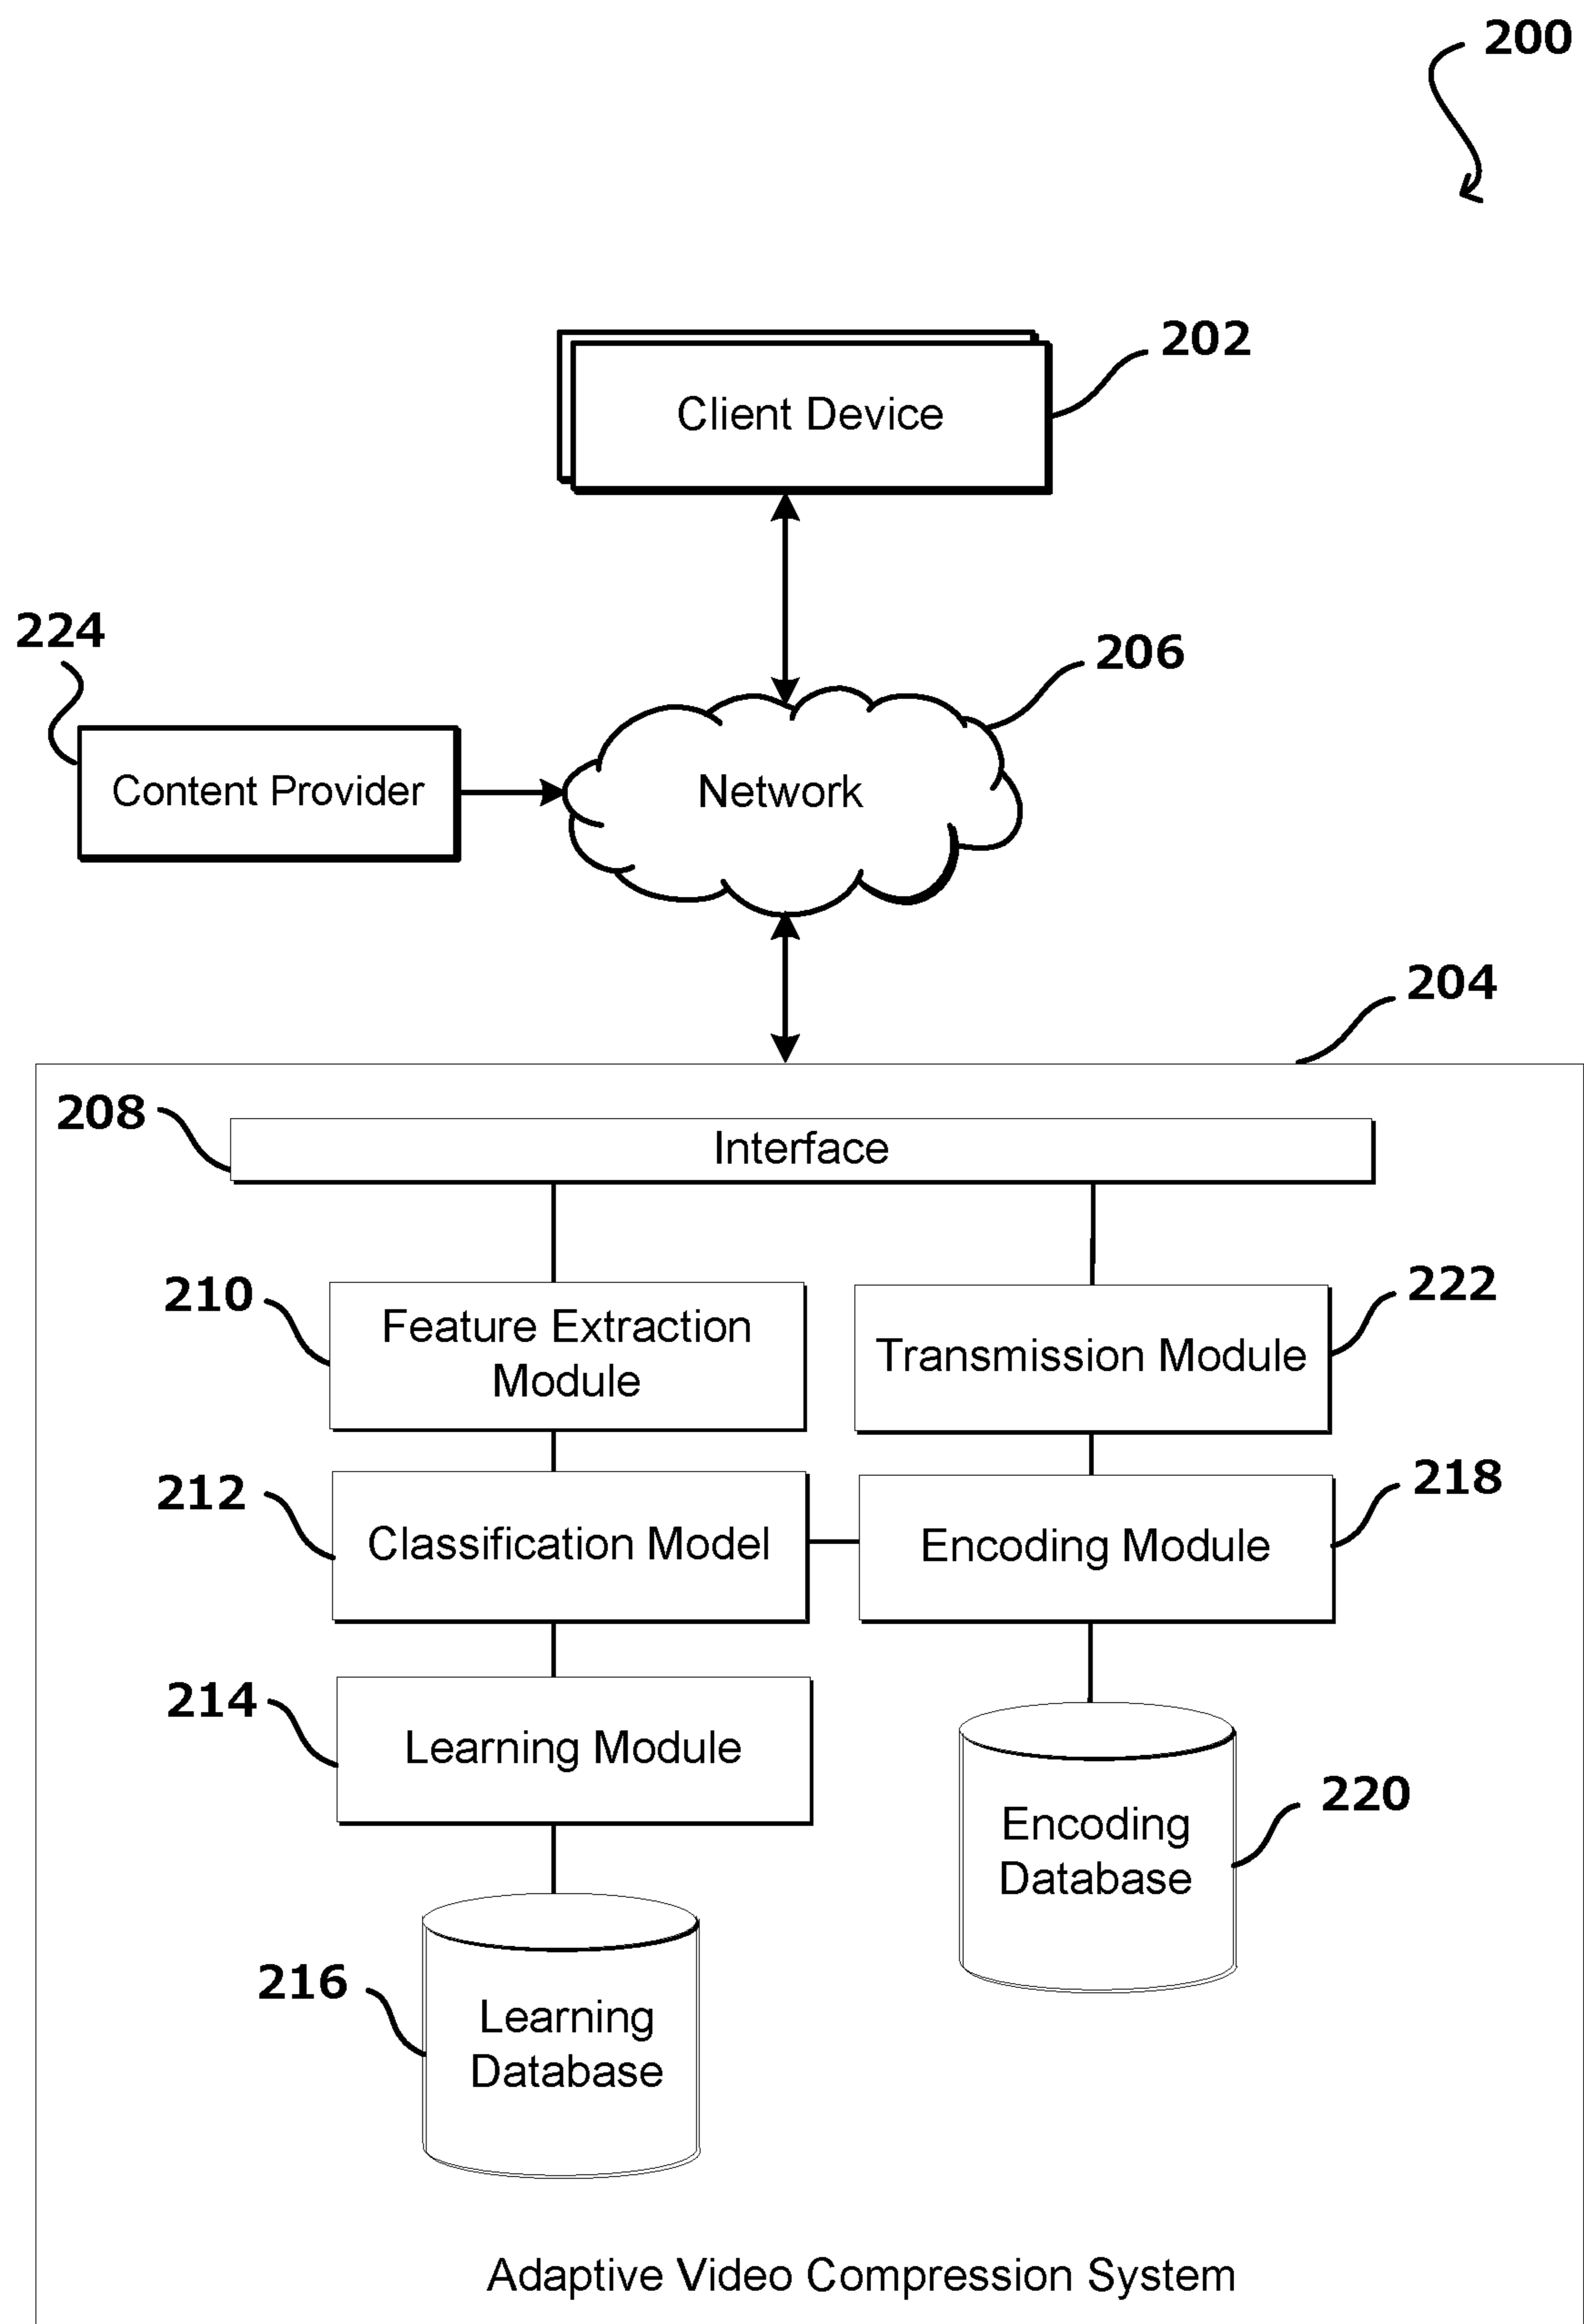 200
202
Client Device
224
206
Content Provider
Network
204
208
Interface
210
Feature Extraction
Module
222
Transmission Module
212
Classification Model
218
Encoding Module
214
Learning Module
220
Encoding
Database
216
Learning
Database
Adaptive Video Compression System